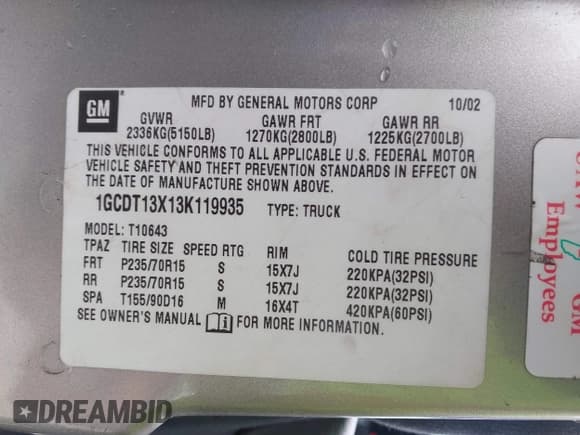 GM
MFD BY GENERAL MOTORS CORP 10/02
GVWR GAWR FRT GAWR RR
2336KG(5150LB) 1270KG(2800LB) 1225KG(2700LB)
THIS VEHICLE CONFORMS TO ALL APPLICABLE U.S. FEDERAL MOTOR
VEHICLE SAFETY AND THEFT PREVENTION STANDARDS IN EFFECT ON
THE DATE OF MANUFACTURE SHOWN ABOVE.
1GCDT13X13K119935 TYPE: TRUCK
MODEL: T10643
TPAZ TIRE SIZE SPEED RTG RIM COLD TIRE PRESSURE
FRT P235/70R15 S 15X7J 220KPA(32PSI)
RR P235/70R15 S 15X7J 220KPA(32PSI)
SPA T155/90D16 M 16X4T 420KPA(60PSI)
SEE OWNER'S MANUAL i FOR MORE INFORMATION.
GM
Employees
DREAMBID